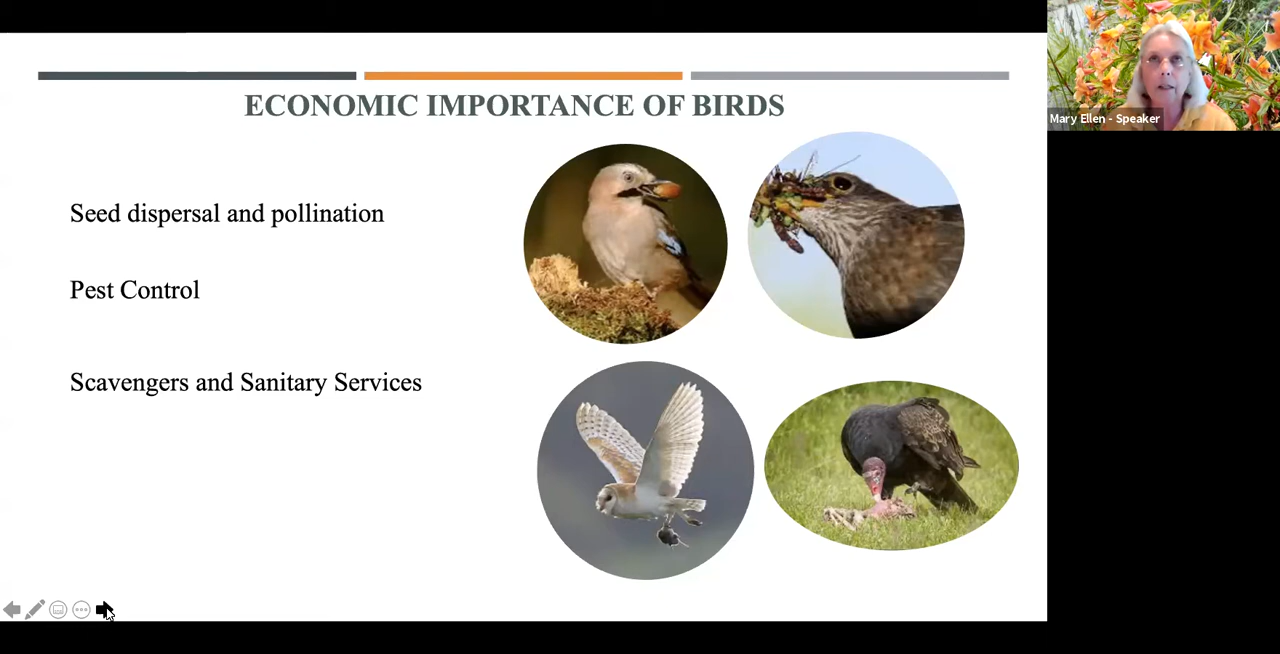 ECONOMIC IMPORTANCE OF BIRDS
Seed dispersal and pollination
Pest Control
Scavengers and Sanitary Services
Mary Ellen - Speaker